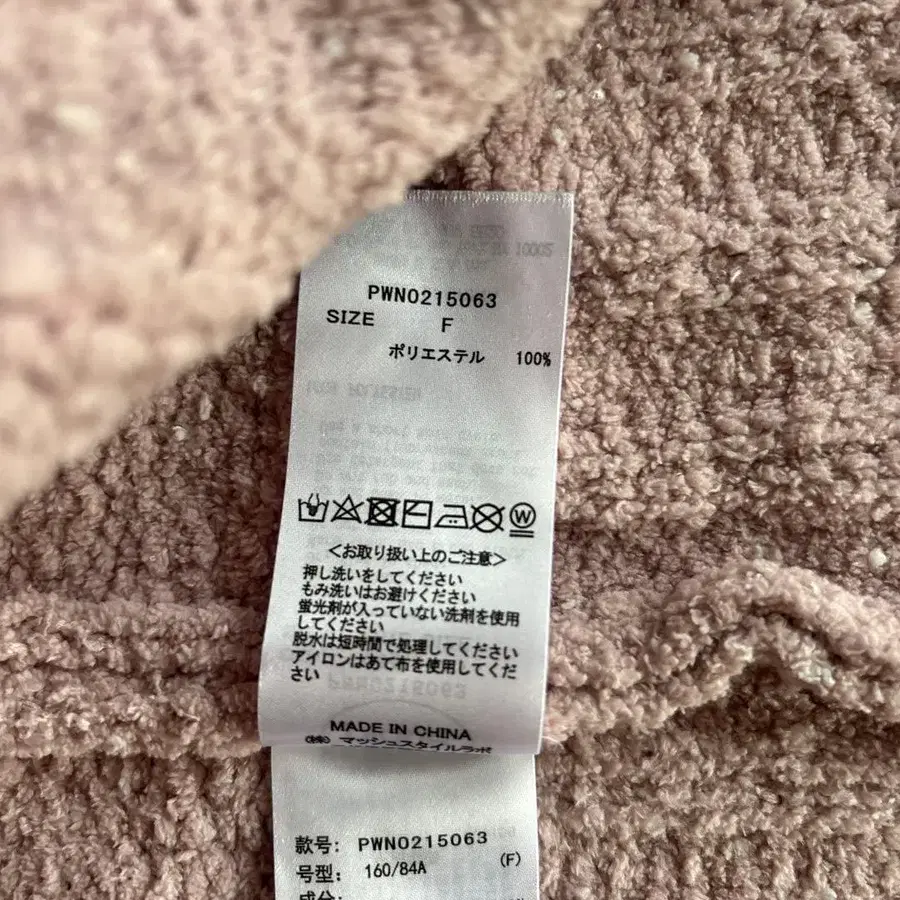 PWN0215063
SIZE F
ポリエステル 100%
W
<お取り扱い上のご注意>
押し洗いをしてください
もみ洗いはお避けください
蛍光剤が入っていない洗剤を使用
してください
脱水は短時間で処理してください
アイロンはあて布を使用してくだ
さい
MADE IN CHINA
(株) マッシュスタイルラボ
款号: PWN0215063
号型: 160/84A (F)
成分: